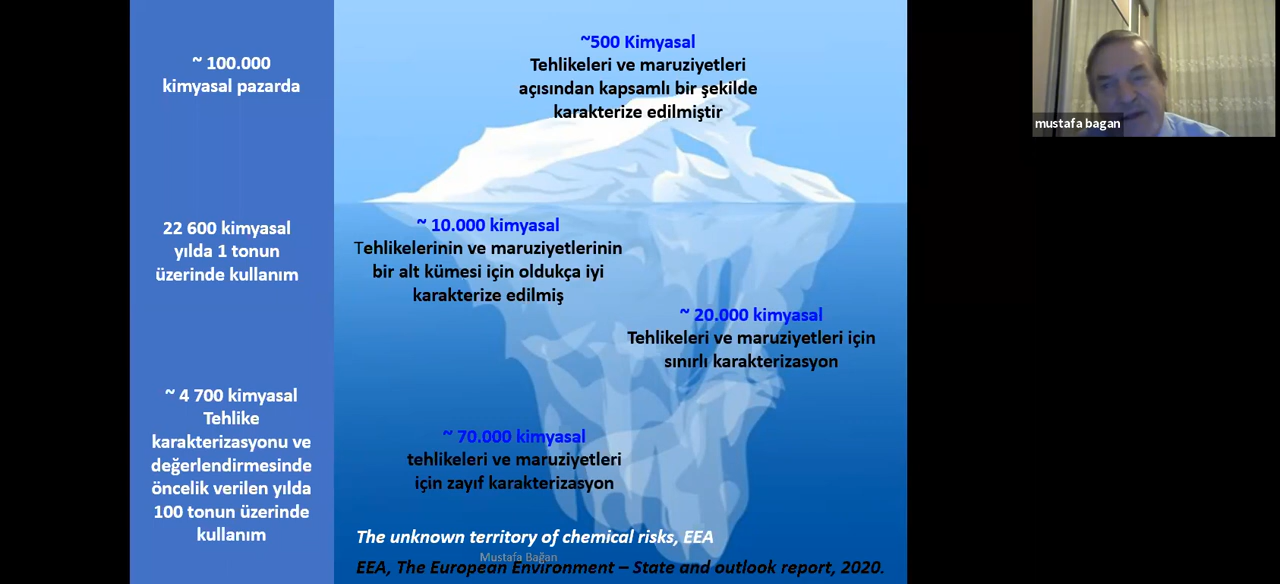 ~ 100.000
kimyasal pazarda
22 600 kimyasal
yılda 1 tonun
üzerinde kullanım
~ 4 700 kimyasal
Tehlike
karakterizasyonu ve
değerlendirmesinde
öncelik verilen yılda
100 tonun üzerinde
kullanım
~500 Kimyasal
Tehlikeleri ve maruziyetleri
açısından kapsamlı bir şekilde
karakterize edilmiştir
~ 10.000 kimyasal
Tehlikelerinin ve maruziyetlerinin
bir alt kümesi için oldukça iyi
karakterize edilmiş
~ 20.000 kimyasal
Tehlikeleri ve maruziyetleri için
sınırlı karakterizasyon
~ 70.000 kimyasal
tehlikeleri ve maruziyetleri
için zayıf karakterizasyon
The unknown territory of chemical risks, EEA
Mustafa Bağan
EEA, The European Environment – State and outlook report, 2020.
mustafa bagan